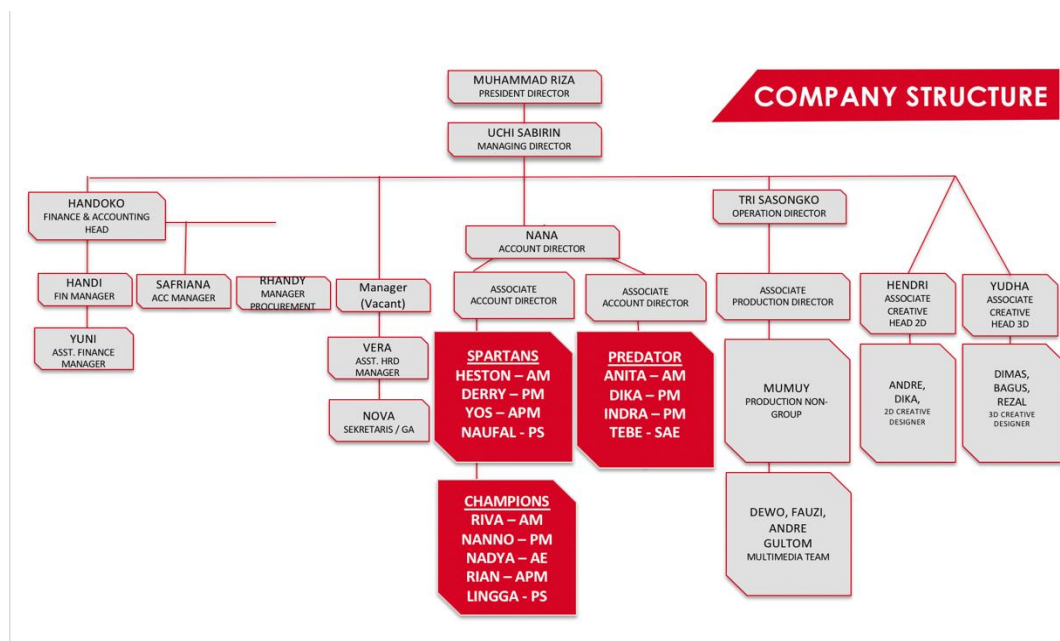 COMPANY STRUCTURE
MUHAMMAD RIZA
PRESIDENT DIRECTOR
UCHI SABIRIN
MANAGING DIRECTOR
HANDOKO
FINANCE & ACCOUNTING
HEAD
HANDI
FIN MANAGER
YUNI
ASST. FINANCE
MANAGER
SAFRIANA
ACC MANAGER
RHANDY
MANAGER
PROCUREMENT
Manager
(Vacant)
VERA
ASST. HRD
MANAGER
NOVA
SEKRETARIS / GA
NANA
ACCOUNT DIRECTOR
ASSOCIATE
ACCOUNT DIRECTOR
SPARTANS
HESTON – AM
DERRY – PM
YOS – APM
NAUFAL - PS
CHAMPIONS
RIVA – AM
NANNO – PM
NADYA – AE
RIAN – APM
LINGGA - PS
ASSOCIATE
ACCOUNT DIRECTOR
PREDATOR
ANITA – AM
DIKA – PM
INDRA – PM
TEBE - SAE
TRI SASONGKO
OPERATION DIRECTOR
ASSOCIATE
PRODUCTION DIRECTOR
MUMUY
PRODUCTION NON-
GROUP
DEWO, FAUZI,
ANDRE
GULTOM
MULTIMEDIA TEAM
HENDRI
ASSOCIATE
CREATIVE
HEAD 2D
ANDRE,
DIKA,
2D CREATIVE
DESIGNER
YUDHA
ASSOCIATE
CREATIVE
HEAD 3D
DIMAS,
BAGUS,
REZAL
3D CREATIVE
DESIGNER